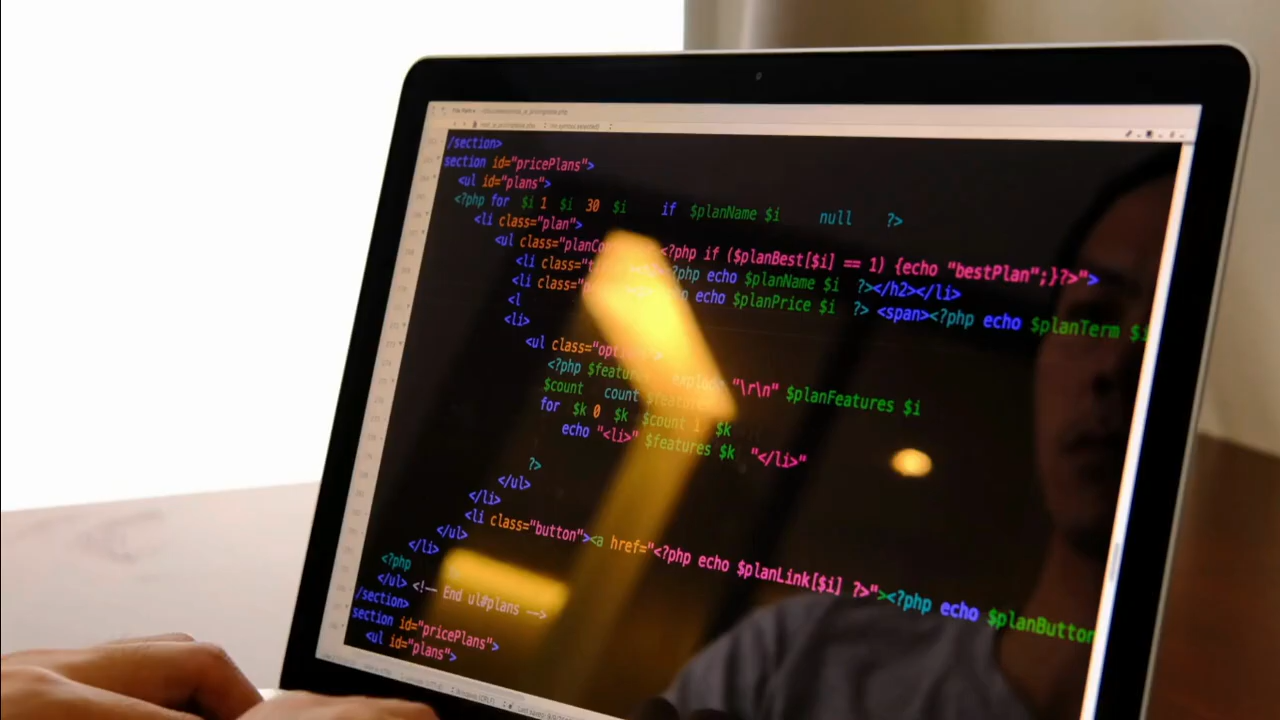 /section>
section id="pricePlans">
<ul id="plans">
<?php for $i 1 $i 30 $i if $planName $i null ?>
<li class="plan">
<ul class="planCo <?php if ($planBest[$i] == 1) {echo "bestPlan";}?>">
<li class="t ?php echo $planName $i ?></h2></li>
<li class="p echo $planPrice $i ?> <span><?php echo $planTerm $i
<l
<li>
<ul class="opti >
<?php $featur "\r\n" $planFeatures $i
$count count $features
for $k 0 $k $count 1 $k
echo "<li>" $features $k "</li>"
?>
</ul>
</li>
<li class="button"><a href="<?php echo $planLink[$i] ?>"><?php echo $planButton
</ul>
</li>
<?php
</ul> <!-- End ul#plans -->
/section>
section id="pricePlans">
<ul id="plans">